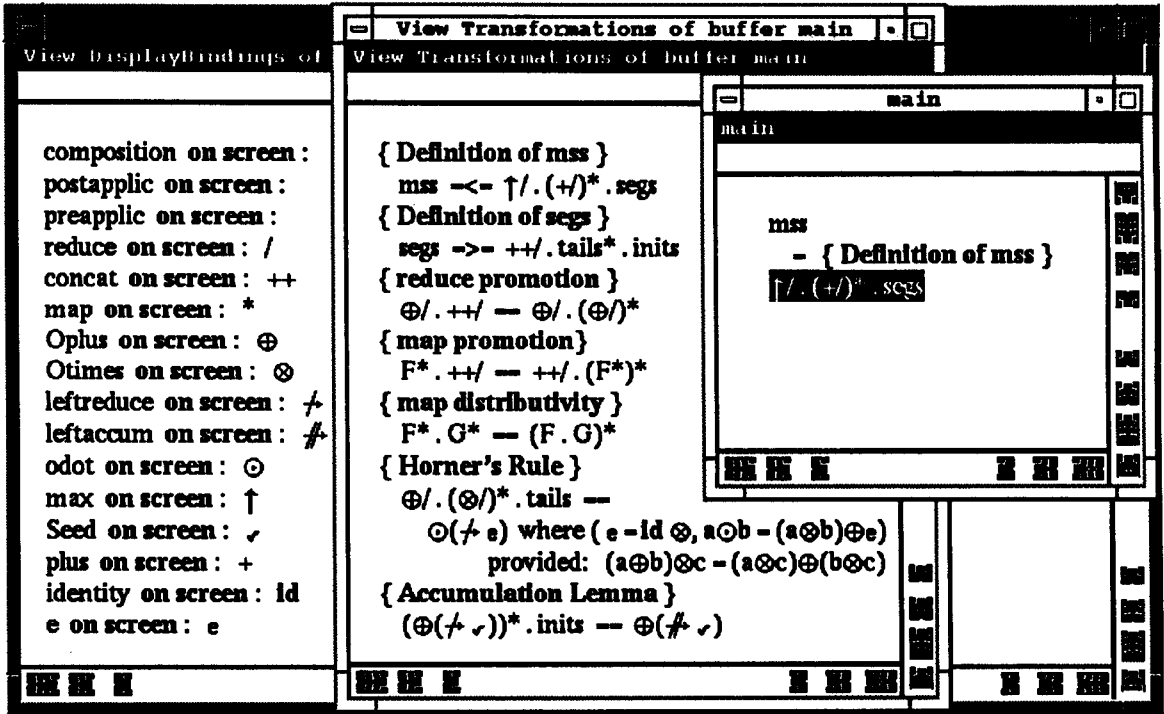 View DisplayBindings of
composition on screen :
postapplic on screen :
preapplic on screen :
reduce on screen : /
concat on screen : ++
map on screen : *
Oplus on screen : ⊕
Otimes on screen : ⊗
leftreduce on screen : ⌿
leftaccum on screen :
odot on screen : ⊙
max on screen : ↑
Seed on screen :
plus on screen : +
identity on screen : id
e on screen : e
View Transformations of buffer main
View Transformations of buffer main
{ Definition of mss }
mss =<= ↑/ . (+/)* . segs
{ Definition of segs }
segs =>= ++/ . tails* . inits
{ reduce promotion }
⊕/ . ++/ == ⊕/ . (⊕/)*
{ map promotion}
F* . ++/ == ++/ . (F*)*
{ map distributivity }
F* . G* == (F . G)*
{ Horner's Rule }
⊕/ . (⊗/)* . tails ==
⊙(⌿ e) where ( e = id ⊗, a⊙b = (a⊗b)⊕e)
provided: (a⊕b)⊗c = (a⊗c)⊕(b⊗c)
{ Accumulation Lemma }
(⊕( ))* . inits == ⊕( )
main
main
mss
= { Definition of mss }
↑/ . (+/)* . segs